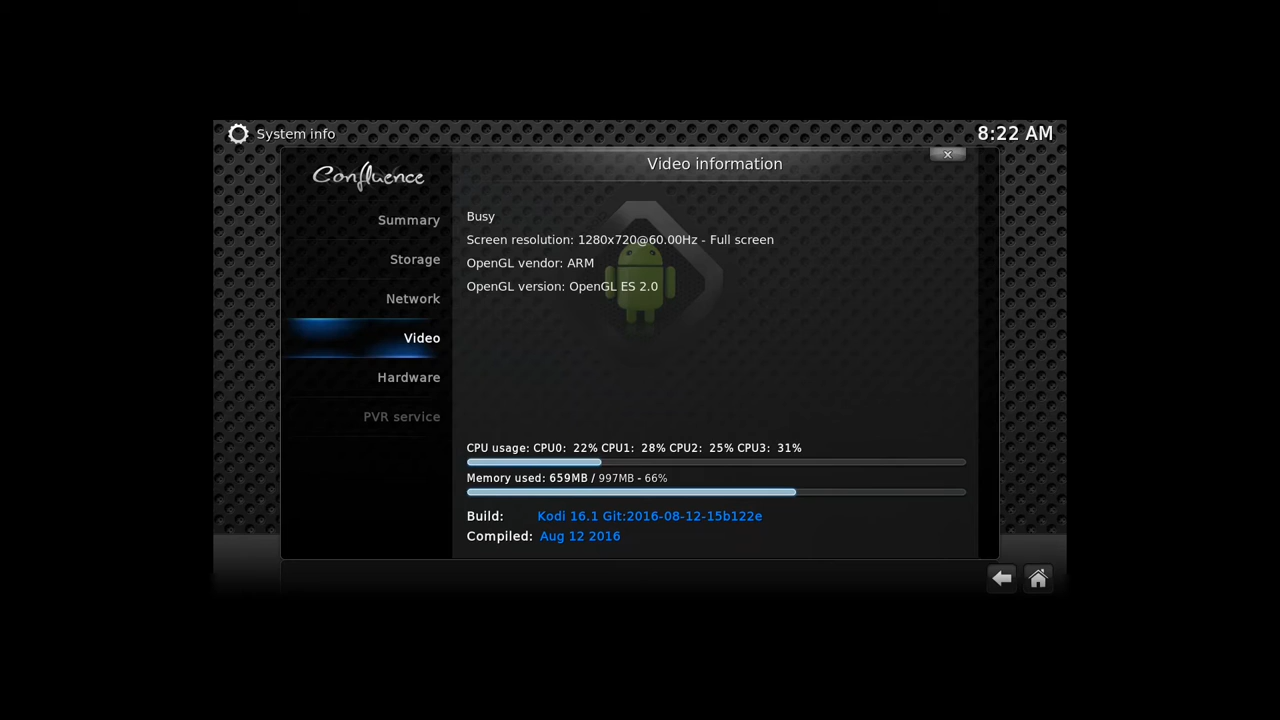 System info
8:22 AM
Confluence
Video information
Summary
Storage
Network
Video
Hardware
PVR service
Busy
Screen resolution: 1280x720@60.00Hz - Full screen
OpenGL vendor: ARM
OpenGL version: OpenGL ES 2.0
CPU usage: CPU0: 22% CPU1: 28% CPU2: 25% CPU3: 31%
Memory used: 659MB / 997MB - 66%
Build: Kodi 16.1 Git:2016-08-12-15b122e
Compiled: Aug 12 2016